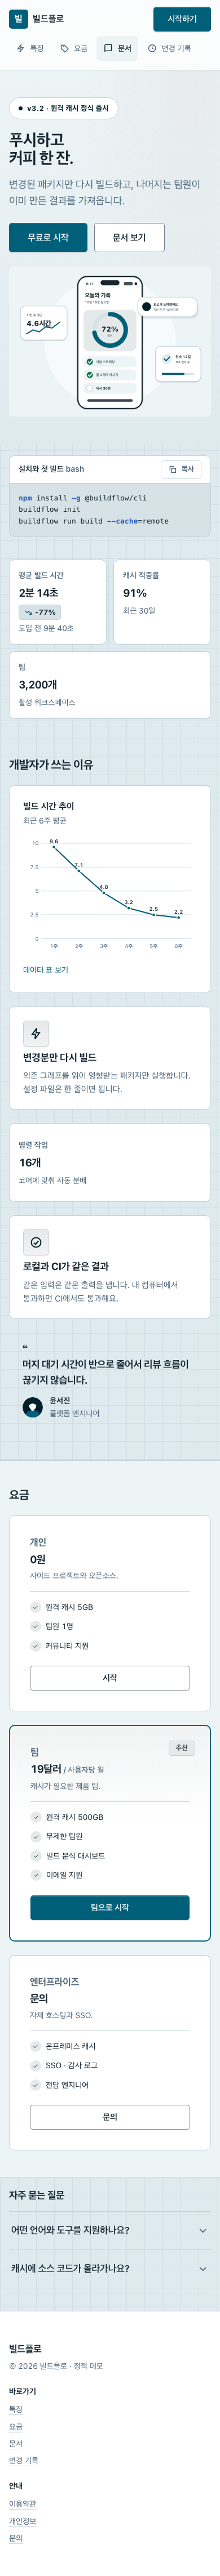 빌 빌드플로
시작하기
특징
요금
문서
변경 기록
v3.2 · 원격 캐시 정식 출시
푸시하고
커피 한 잔.
변경된 패키지만 다시 빌드하고, 나머지는 팀원이
이미 만든 결과를 가져옵니다.
무료로 시작
문서 보기
9:41
오늘의 기록
4.6시간
72%
설치와 첫 빌드 bash
복사
npm install -g @buildflow/cli
buildflow init
buildflow run build --cache=remote
평균 빌드 시간
2분 14초
-77%
도입 전 9분 40초
캐시 적중률
91%
최근 30일
팀
3,200개
활성 워크스페이스
개발자가 쓰는 이유
빌드 시간 추이
최근 6주 평균
10
7.5
5
2.5
0
9.6
7.1
4.8
3.2
2.5
2.2
1주
2주
3주
4주
5주
6주
데이터 표 보기
변경분만 다시 빌드
의존 그래프를 읽어 영향받는 패키지만 실행합니다.
설정 파일은 한 줄이면 됩니다.
병렬 작업
16개
코어에 맞춰 자동 분배
로컬과 CI가 같은 결과
같은 입력은 같은 출력을 냅니다. 내 컴퓨터에서
통과하면 CI에서도 통과해요.
“
머지 대기 시간이 반으로 줄어서 리뷰 흐름이
끊기지 않습니다.
윤서진
플랫폼 엔지니어
요금
개인
0원
사이드 프로젝트와 오픈소스.
원격 캐시 5GB
팀원 1명
커뮤니티 지원
시작
팀
추천
19달러 / 사용자당 월
캐시가 필요한 제품 팀.
원격 캐시 500GB
무제한 팀원
빌드 분석 대시보드
이메일 지원
팀으로 시작
엔터프라이즈
문의
자체 호스팅과 SSO.
온프레미스 캐시
SSO · 감사 로그
전담 엔지니어
문의
자주 묻는 질문
어떤 언어와 도구를 지원하나요?
캐시에 소스 코드가 올라가나요?
빌드플로
© 2026 빌드플로 · 정적 데모
바로가기
특징
요금
문서
변경 기록
안내
이용약관
개인정보
문의